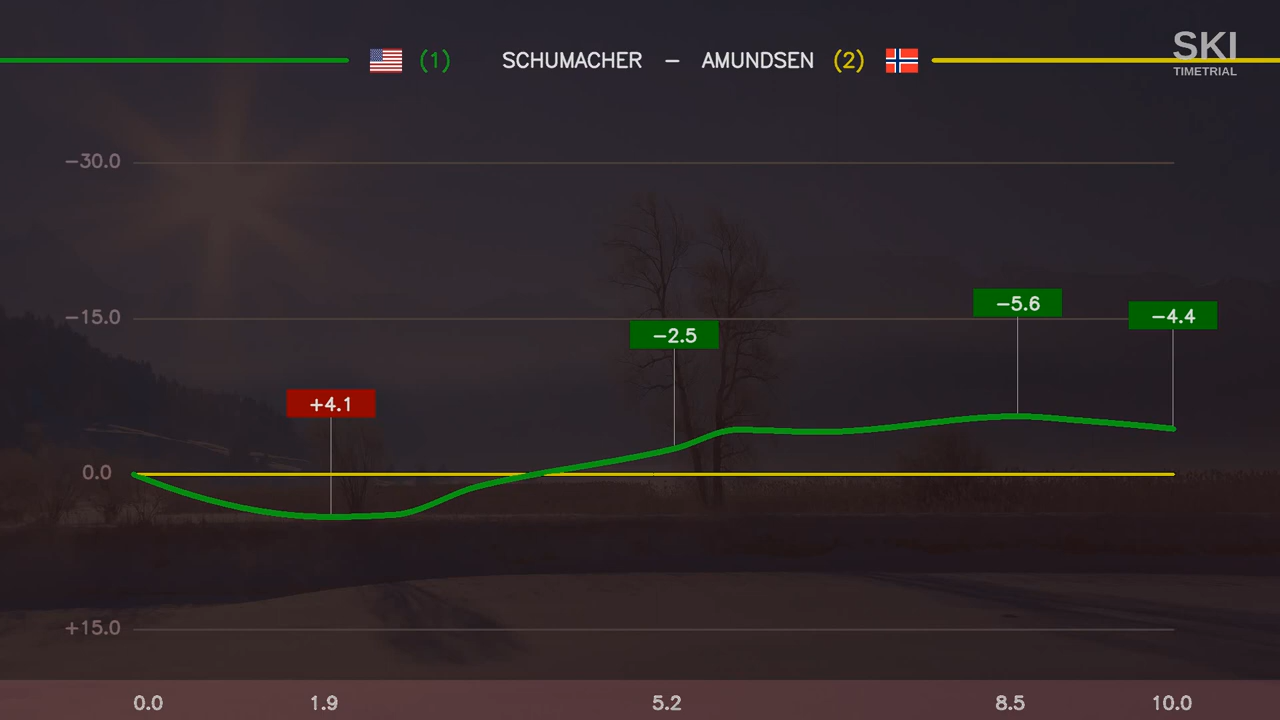 (1) SCHUMACHER – AMUNDSEN (2)
SKI
TIMETRIAL
−30.0
−5.6
−15.0
−4.4
−2.5
+4.1
0.0
+15.0
0.0 1.9 5.2 8.5 10.0